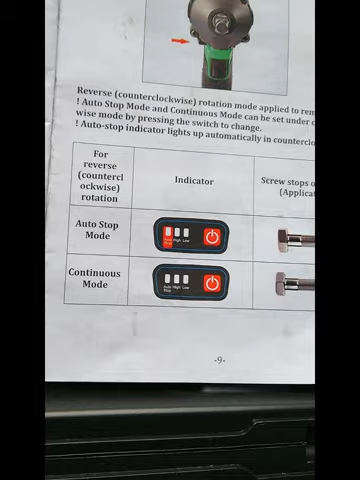 Reverse (counterclockwise) rotation mode applied to rem
! Auto Stop Mode and Continuous Mode can be set under c
wise mode by pressing the switch to change.
! Auto-stop indicator lights up automatically in counterclo
For
reverse
(countercl
ockwise)
rotation
Indicator
Screw stops o
(Applicat
Auto Stop
Mode
Auto High Low
Stop
Continuous
Mode
Auto High Low
Stop
-9-